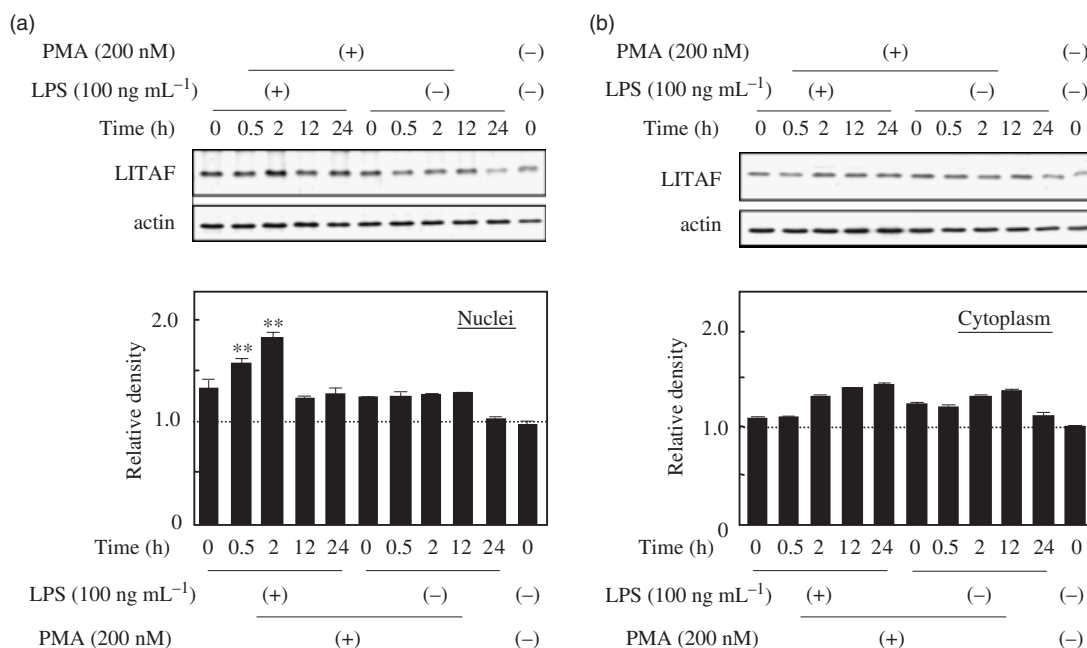 (a)
PMA (200 nM) (+) (–)
LPS (100 ng mL⁻¹) (+) (–) (–)
Time (h) 0 0.5 2 12 24 0 0.5 2 12 24 0
LITAF
actin
Nuclei
** **
Relative density
2.0
1.0
0
Time (h) 0 0.5 2 12 24 0 0.5 2 12 24 0
LPS (100 ng mL⁻¹) (+) (–) (–)
PMA (200 nM) (+) (–)
(b)
PMA (200 nM) (+) (–)
LPS (100 ng mL⁻¹) (+) (–) (–)
Time (h) 0 0.5 2 12 24 0 0.5 2 12 24 0
LITAF
actin
Cytoplasm
Relative density
2.0
1.0
0
Time (h) 0 0.5 2 12 24 0 0.5 2 12 24 0
LPS (100 ng mL⁻¹) (+) (–) (–)
PMA (200 nM) (+) (–)